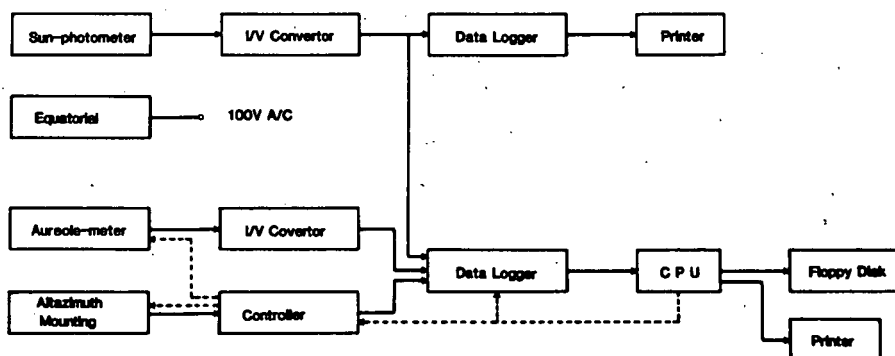 Sun-photometer
I/V Convertor
Data Logger
Printer
Equatorial
100V A/C
Aureole-meter
I/V Covertor
Data Logger
C P U
Floppy Disk
Altazimuth
Mounting
Controller
Printer